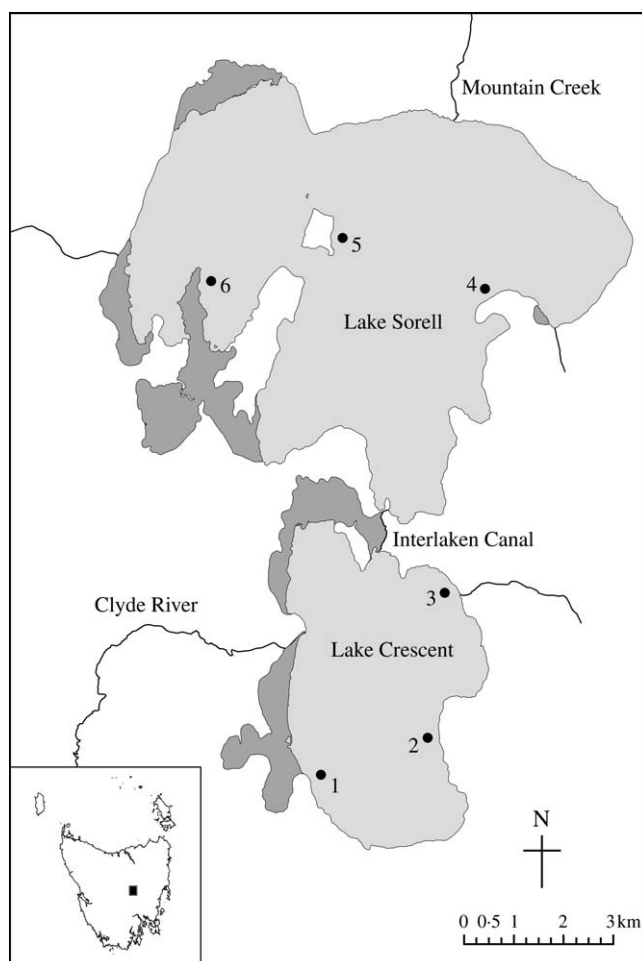 Mountain Creek
5
6
4
Lake Sorell
Interlaken Canal
3
Clyde River
Lake Crescent
2
1
N
0 0·5 1 2 3 km